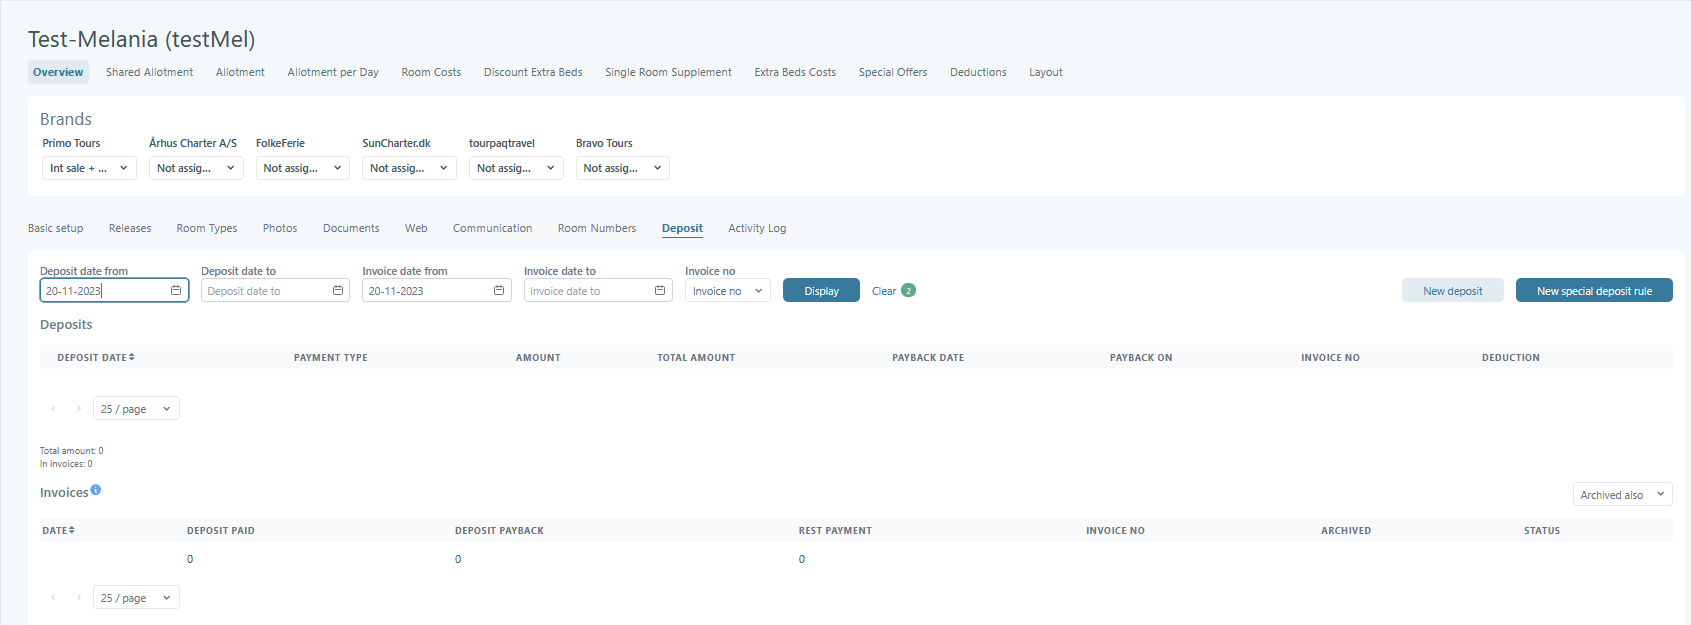 Test-Melania (testMel)
Overview Shared Allotment Allotment Allotment per Day Room Costs Discount Extra Beds Single Room Supplement Extra Beds Costs Special Offers Deductions Layout
Brands
Primo Tours Århus Charter A/S FolkeFerie SunCharter.dk tourpaqtravel Bravo Tours
Int sale + ... Not assig... Not assig... Not assig... Not assig... Not assig...
Basic setup Releases Room Types Photos Documents Web Communication Room Numbers Deposit Activity Log
Deposit date from Deposit date to Invoice date from Invoice date to Invoice no
20-11-2023 Deposit date to 20-11-2023 Invoice date to Invoice no Display Clear 2 New deposit New special deposit rule
Deposits
DEPOSIT DATE PAYMENT TYPE AMOUNT TOTAL AMOUNT PAYBACK DATE PAYBACK ON INVOICE NO DEDUCTION
25 / page
Total amount: 0
In invoices: 0
Invoices
Archived also
DATE DEPOSIT PAID DEPOSIT PAYBACK REST PAYMENT INVOICE NO ARCHIVED STATUS
0 0 0
25 / page